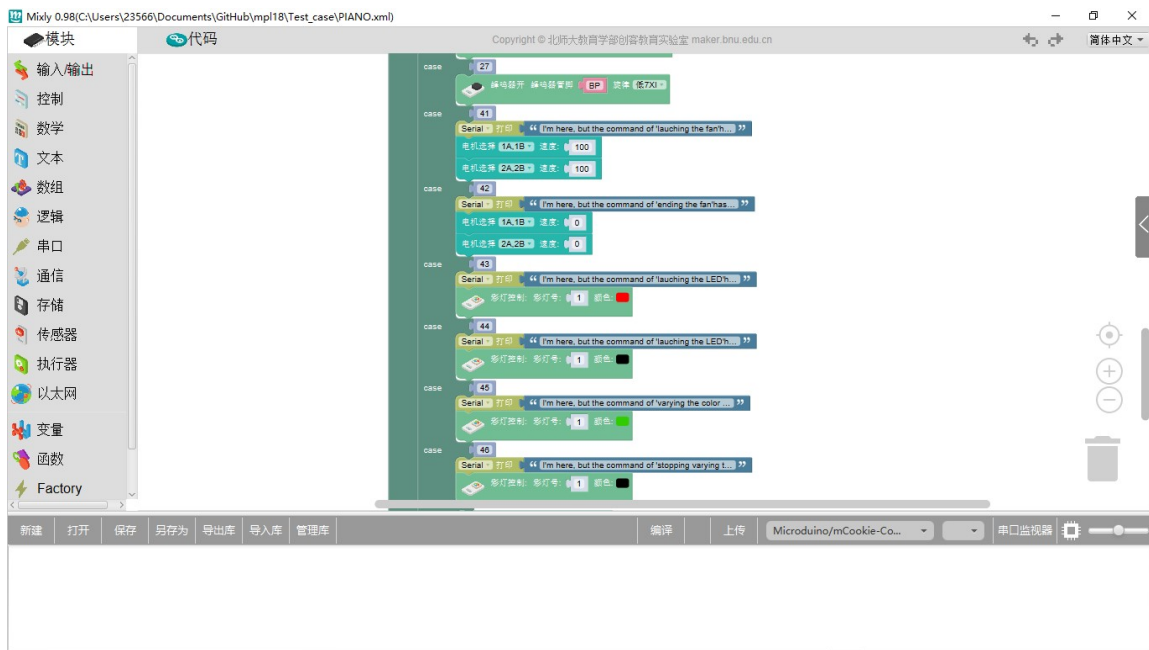 Mixly 0.98(C:\Users\23566\Documents\GitHub\mpl18\Test_case\PIANO.xml)
模块
代码
Copyright © 北师大教育学部创客教育实验室 maker.bnu.edu.cn
简体中文
输入/输出
控制
数学
文本
数组
逻辑
串口
通信
存储
传感器
执行器
以太网
变量
函数
Factory
case 27
蜂鸣器开 蜂鸣器管脚 BP 旋律 低7XI
case 41
Serial 打印 “ I'm here, but the command of 'lauching the fan'h... ”
电机选择 1A,1B 速度: 100
电机选择 2A,2B 速度: 100
case 42
Serial 打印 “ I'm here, but the command of 'ending the fan'has... ”
电机选择 1A,1B 速度: 0
电机选择 2A,2B 速度: 0
case 43
Serial 打印 “ I'm here, but the command of 'lauching the LED'h... ”
彩灯控制: 彩灯号: 1 颜色:
case 44
Serial 打印 “ I'm here, but the command of 'lauching the LED'h... ”
彩灯控制: 彩灯号: 1 颜色:
case 45
Serial 打印 “ I'm here, but the command of 'varying the color ... ”
彩灯控制: 彩灯号: 1 颜色:
case 46
Serial 打印 “ I'm here, but the command of 'stopping varying t... ”
彩灯控制: 彩灯号: 1 颜色:
新建 打开 保存 另存为 导出库 导入库 管理库 编译 上传 Microduino/mCookie-Co... 串口监视器